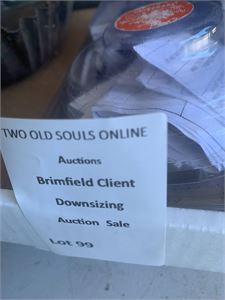 TWO OLD SOULS ONLINE
Auctions
Brimfield Client
Downsizing
Auction Sale
Lot 99